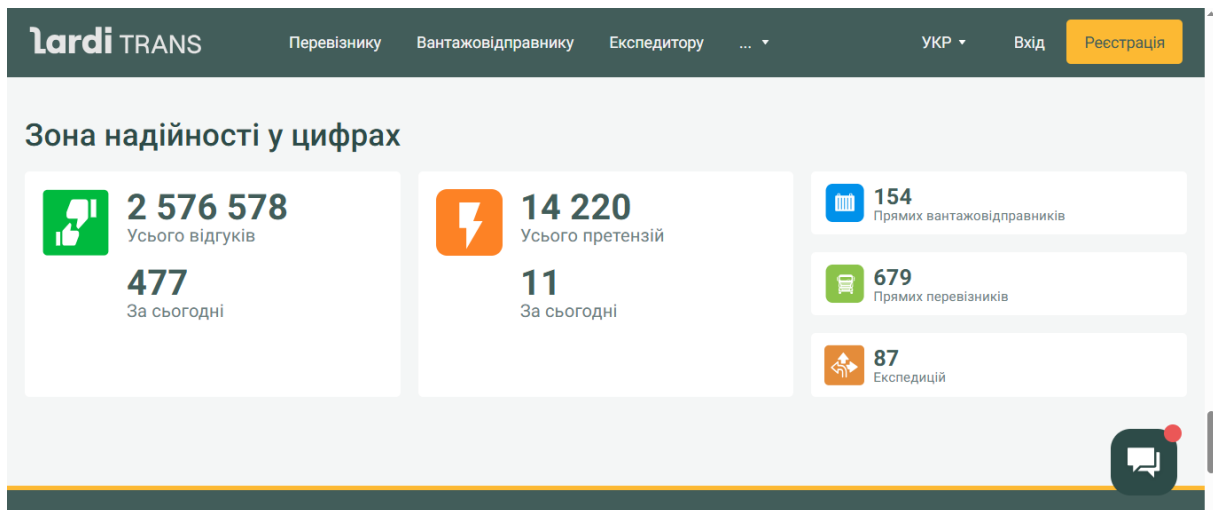 lardi TRANS Перевізнику Вантажовідправнику Експедитору ... УКР Вхід Реєстрація
Зона надійності у цифрах
2 576 578
Усього відгуків
477
За сьогодні
14 220
Усього претензій
11
За сьогодні
154
Прямих вантажовідправників
679
Прямих перевізників
87
Експедицій